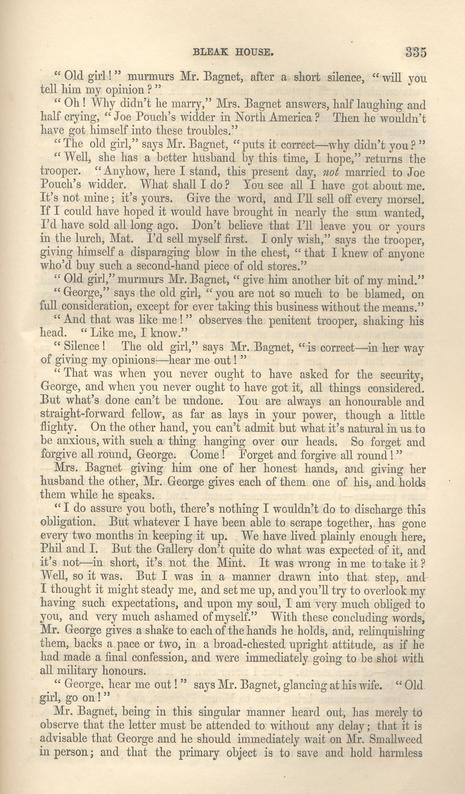 BLEAK HOUSE. 335
“Old girl!” murmurs Mr. Bagnet, after a short silence, “will you
tell him my opinion?”
“Oh! Why didn’t he marry,” Mrs. Bagnet answers, half laughing and
half crying, “Joe Pouch’s widder in North America? Then he wouldn’t
have got himself into these troubles.”
“The old girl,” says Mr. Bagnet, “puts it correct—why didn’t you?”
“Well, she has a better husband by this time, I hope,” returns the
trooper. “Anyhow, here I stand, this present day, not married to Joe
Pouch’s widder. What shall I do? You see all I have got about me.
It’s not mine; it’s yours. Give the word, and I’ll sell off every morsel.
If I could have hoped it would have brought in nearly the sum wanted,
I’d have sold all long ago. Don’t believe that I’ll leave you or yours
in the lurch, Mat. I’d sell myself first. I only wish,” says the trooper,
giving himself a disparaging blow in the chest, “that I knew of anyone
who’d buy such a second-hand piece of old stores.”
“Old girl,” murmurs Mr. Bagnet, “give him another bit of my mind.”
“George,” says the old girl, “you are not so much to be blamed, on
full consideration, except for ever taking this business without the means.”
“And that was like me!” observes the penitent trooper, shaking his
head. “Like me, I know.”
“Silence! The old girl,” says Mr. Bagnet, “is correct—in her way
of giving my opinions—hear me out!”
“That was when you never ought to have asked for the security,
George, and when you never ought to have got it, all things considered.
But what’s done can’t be undone. You are always an honourable and
straight-forward fellow, as far as lays in your power, though a little
flighty. On the other hand, you can’t admit but what it’s natural in us to
be anxious, with such a thing hanging over our heads. So forget and
forgive all round, George. Come! Forget and forgive all round!”
Mrs. Bagnet giving him one of her honest hands, and giving her
husband the other, Mr. George gives each of them one of his, and holds
them while he speaks.
“I do assure you both, there’s nothing I wouldn’t do to discharge this
obligation. But whatever I have been able to scrape together, has gone
every two months in keeping it up. We have lived plainly enough here,
Phil and I. But the Gallery don’t quite do what was expected of it, and
it’s not—in short, it’s not the Mint. It was wrong in me to take it?
Well, so it was. But I was in a manner drawn into that step, and
I thought it might steady me, and set me up, and you’ll try to overlook my
having such expectations, and upon my soul, I am very much obliged to
you, and very much ashamed of myself.” With these concluding words,
Mr. George gives a shake to each of the hands he holds, and, relinquishing
them, backs a pace or two, in a broad-chested upright attitude, as if he
had made a final confession, and were immediately going to be shot with
all military honours.
“George, hear me out!” says Mr. Bagnet, glancing at his wife. “Old
girl, go on!”
Mr. Bagnet, being in this singular manner heard out, has merely to
observe that the letter must be attended to without any delay; that it is
advisable that George and he should immediately wait on Mr. Smallweed
in person; and that the primary object is to save and hold harmless